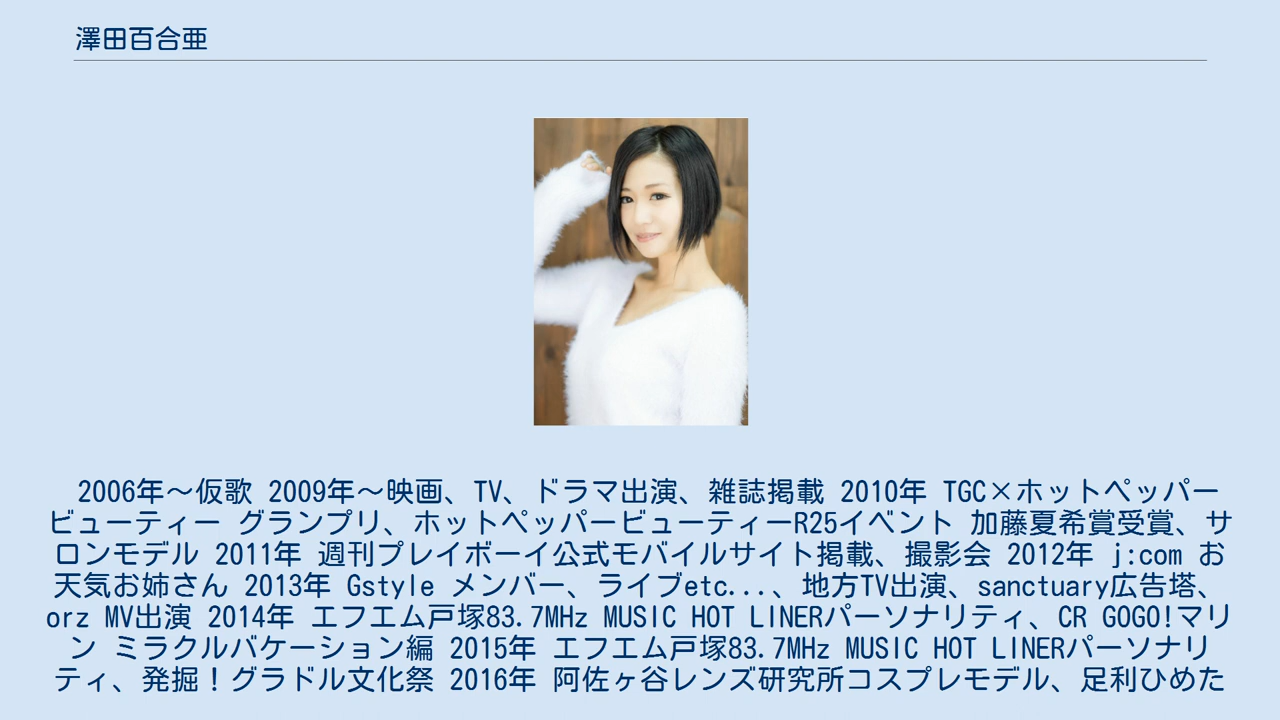 澤田百合亜
2006年～仮歌 2009年～映画、TV、ドラマ出演、雑誌掲載 2010年 TGC×ホットペッパー
ビューティー グランプリ、ホットペッパービューティーR25イベント 加藤夏希賞受賞、サ
ロンモデル 2011年 週刊プレイボーイ公式モバイルサイト掲載、撮影会 2012年 j:com お
天気お姉さん 2013年 Gstyle メンバー、ライブetc...、地方TV出演、sanctuary広告塔、
orz MV出演 2014年 エフエム戸塚83.7MHz MUSIC HOT LINERパーソナリティ、CR GOGO!マリ
ン ミラクルバケーション編 2015年 エフエム戸塚83.7MHz MUSIC HOT LINERパーソナリ
ティ、発掘！グラドル文化祭 2016年 阿佐ヶ谷レンズ研究所コスプレモデル、足利ひめた